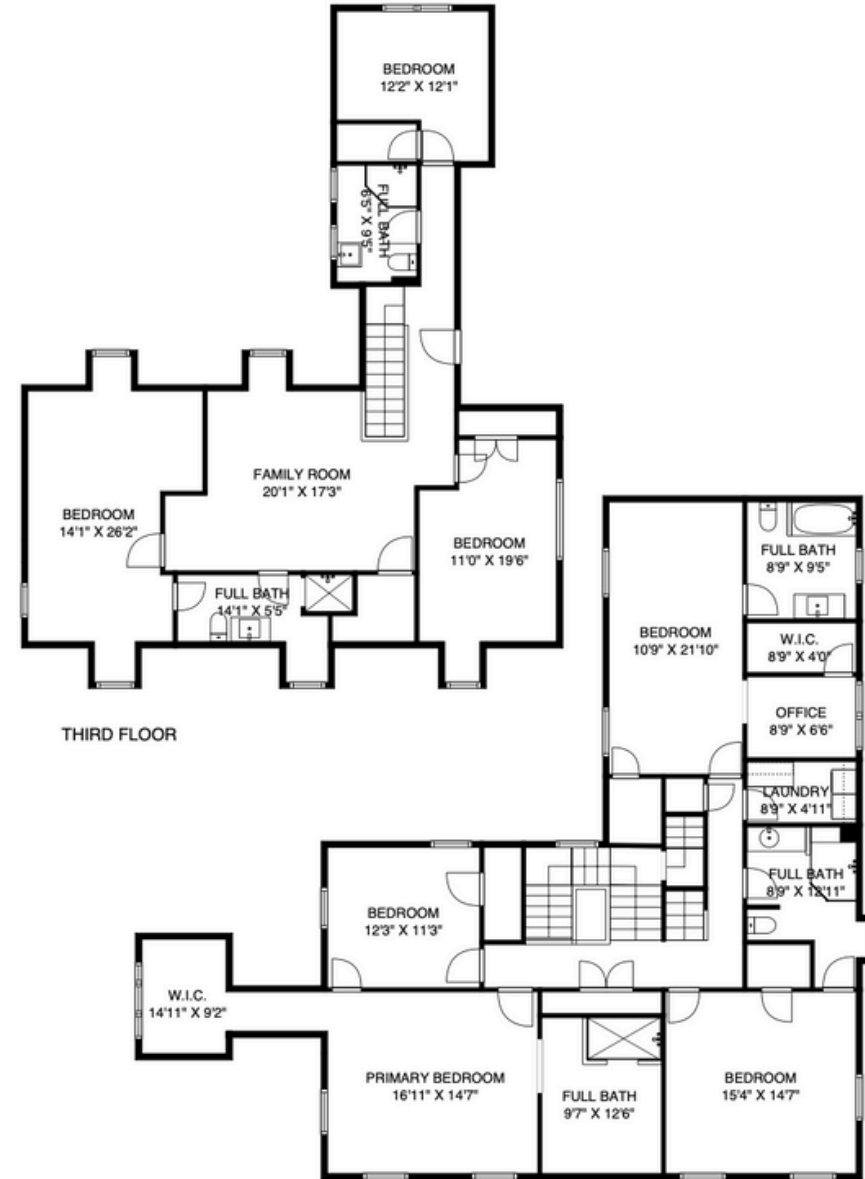 BEDROOM
12'2" X 12'1"
FULL BATH
6'5" X 9'5"
FAMILY ROOM
20'1" X 17'3"
BEDROOM
14'1" X 26'2"
BEDROOM
11'0" X 19'6"
FULL BATH
14'1" X 5'5"
THIRD FLOOR
FULL BATH
8'9" X 9'5"
BEDROOM
10'9" X 21'10"
W.I.C.
8'9" X 4'0"
OFFICE
8'9" X 6'6"
LAUNDRY
8'9" X 4'11"
FULL BATH
8'9" X 12'11"
BEDROOM
12'3" X 11'3"
W.I.C.
14'11" X 9'2"
PRIMARY BEDROOM
16'11" X 14'7"
FULL BATH
9'7" X 12'6"
BEDROOM
15'4" X 14'7"